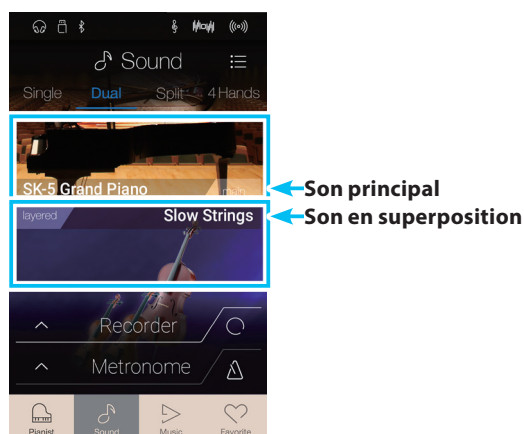 Sound
Single Dual Split 4 Hands
SK-5 Grand Piano main
Son principal
layered Slow Strings
Son en superposition
Recorder
Metronome
Pianist Sound Music Favorite